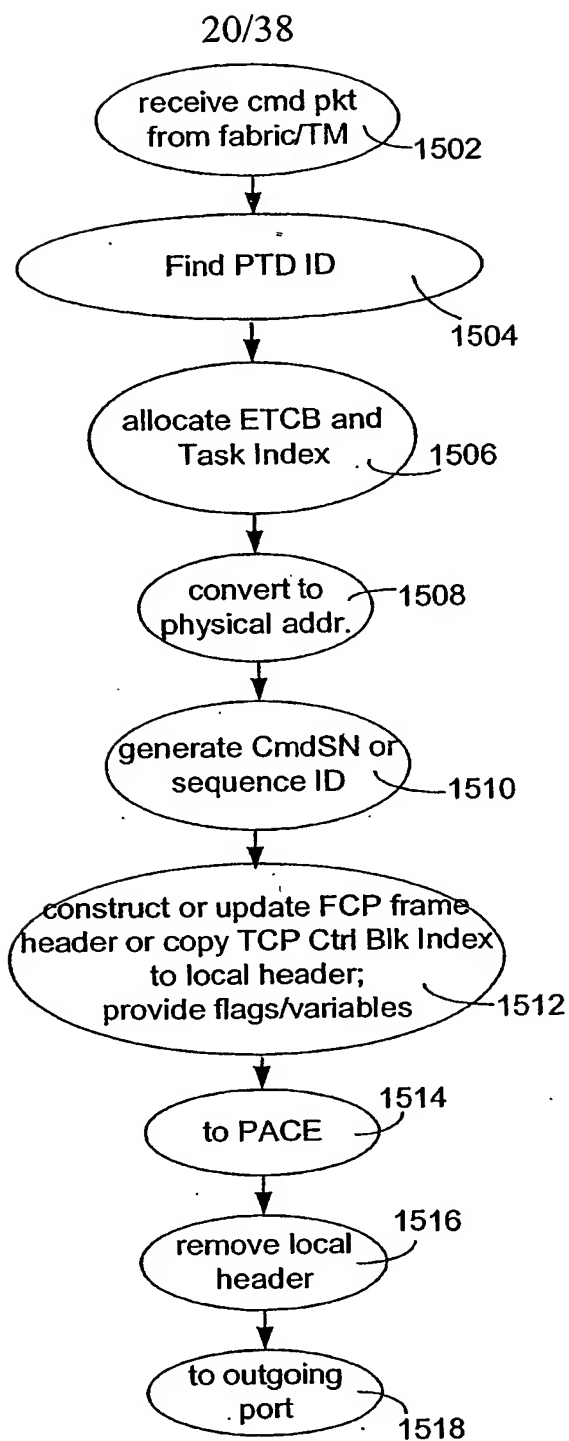 20/38
receive cmd pkt
from fabric/TM
1502
Find PTD ID
1504
allocate ETCB and
Task Index
1506
convert to
physical addr.
1508
generate CmdSN or
sequence ID
1510
construct or update FCP frame
header or copy TCP Ctrl Blk Index
to local header;
provide flags/variables
1512
to PACE
1514
remove local
header
1516
to outgoing
port
1518